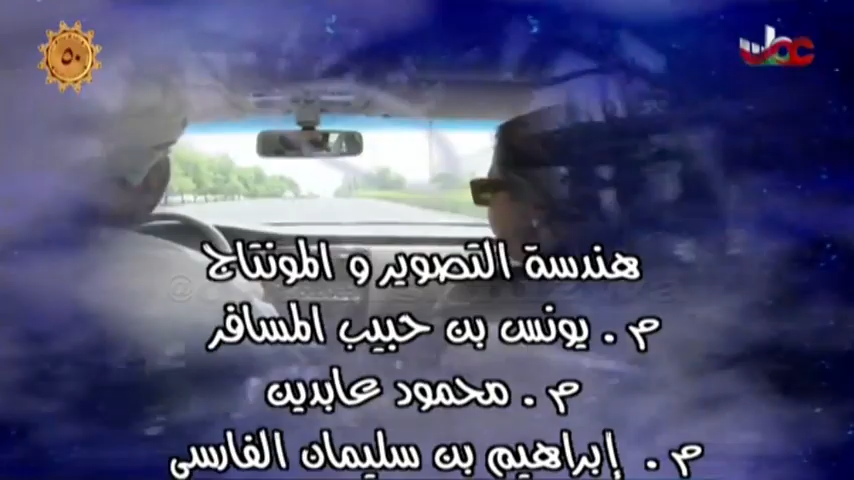 ٥٠
هندسة التصوير و المونتاج
م . يونس بن حبيب المسافر
م . محمود عابدين
م . إبراهيم بن سليمان الفارسي